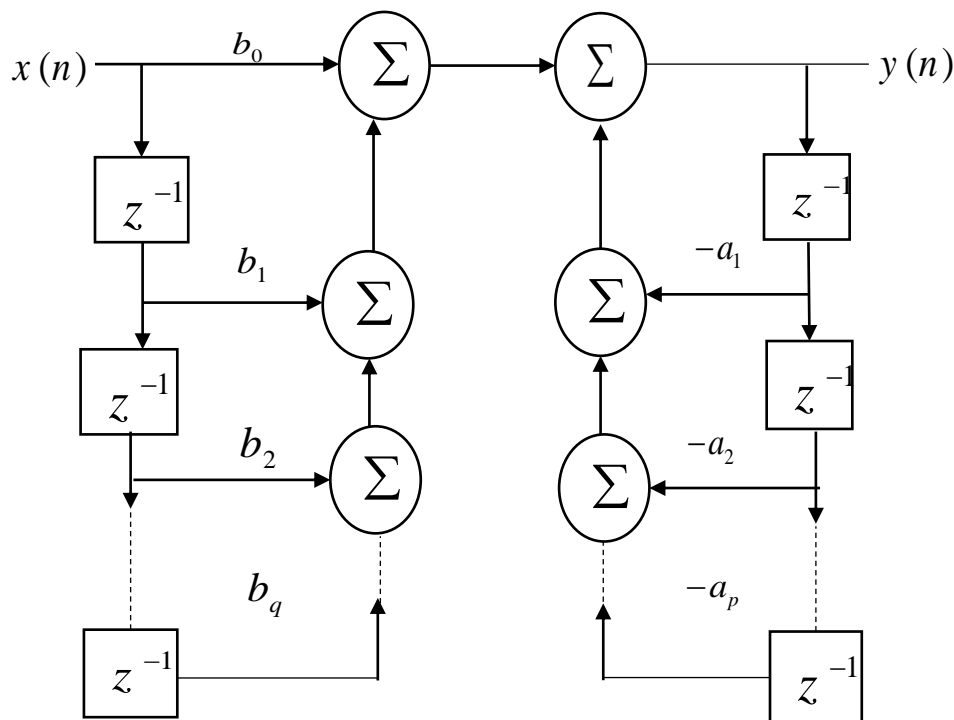 x(n) b₀ Σ Σ y(n)
z⁻¹ z⁻¹
b₁ Σ Σ −a₁
z⁻¹ z⁻¹
b₂ Σ Σ −a₂
b_q −a_p
z⁻¹ z⁻¹